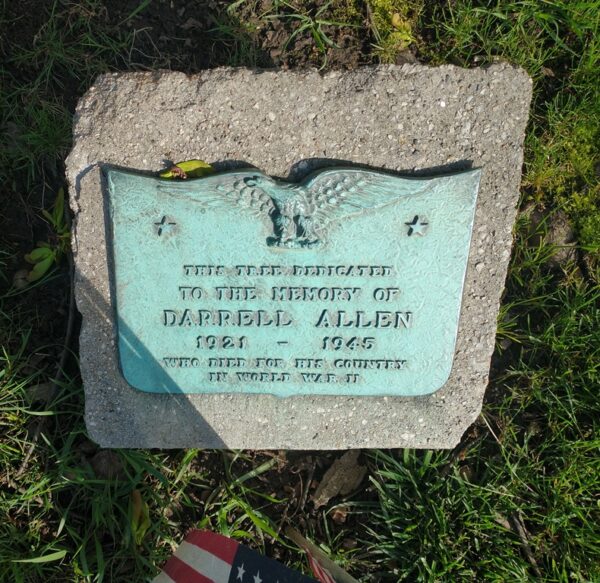 THIS TREE DEDICATED
TO THE MEMORY OF
DARRELL ALLEN
1921 - 1945
WHO DIED FOR HIS COUNTRY
IN WORLD WAR II